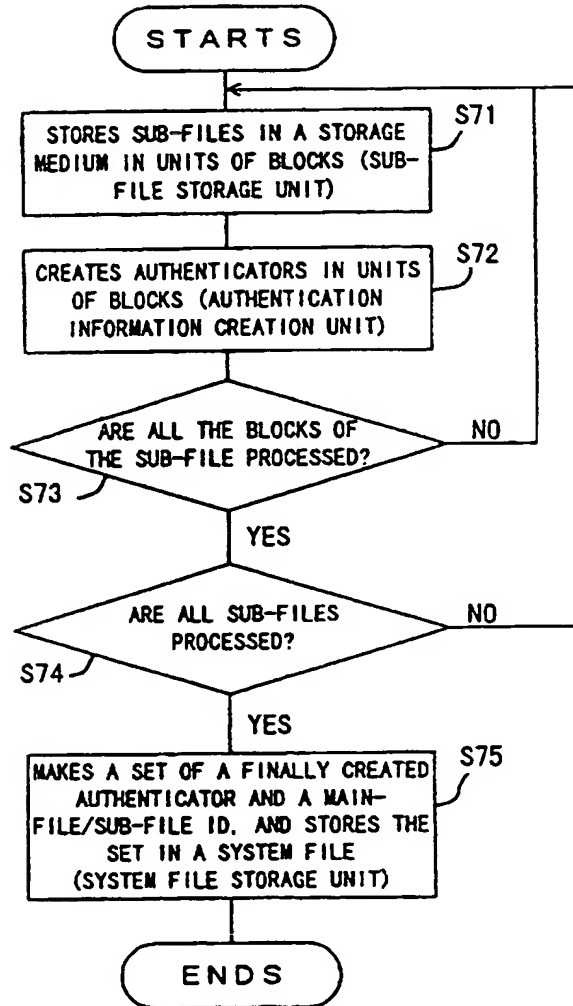 STARTS
STORES SUB-FILES IN A STORAGE
MEDIUM IN UNITS OF BLOCKS (SUB-
FILE STORAGE UNIT)
S71
CREATES AUTHENTICATORS IN UNITS
OF BLOCKS (AUTHENTICATION
INFORMATION CREATION UNIT)
S72
ARE ALL THE BLOCKS OF
THE SUB-FILE PROCESSED?
NO
S73
YES
ARE ALL SUB-FILES
PROCESSED?
NO
S74
YES
MAKES A SET OF A FINALLY CREATED
AUTHENTICATOR AND A MAIN-
FILE/SUB-FILE ID, AND STORES THE
SET IN A SYSTEM FILE
(SYSTEM FILE STORAGE UNIT)
S75
ENDS